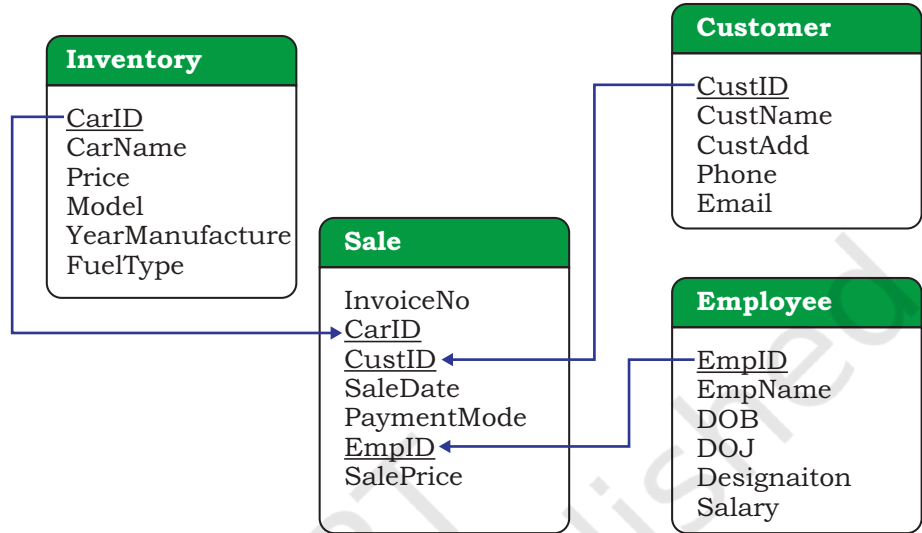 Inventory
CarID
CarName
Price
Model
YearManufacture
FuelType
Sale
InvoiceNo
CarID
CustID
SaleDate
PaymentMode
EmpID
SalePrice
Customer
CustID
CustName
CustAdd
Phone
Email
Employee
EmpID
EmpName
DOB
DOJ
Designaiton
Salary